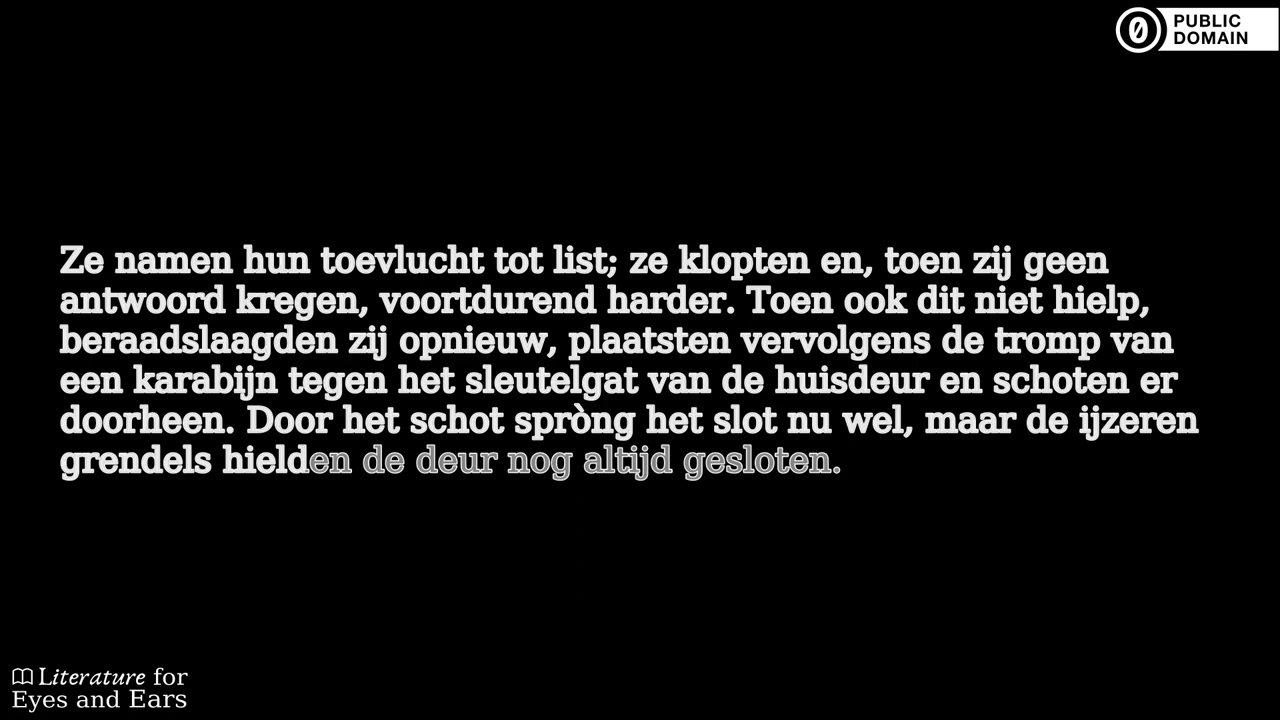 PUBLIC
DOMAIN
Ze namen hun toevlucht tot list; ze klopten en, toen zij geen
antwoord kregen, voortdurend harder. Toen ook dit niet hielp,
beraadslaagden zij opnieuw, plaatsten vervolgens de tromp van
een karabijn tegen het sleutelgat van de huisdeur en schoten er
doorheen. Door het schot spròng het slot nu wel, maar de ijzeren
grendels hielden de deur nog altijd gesloten.
Literature for
Eyes and Ears